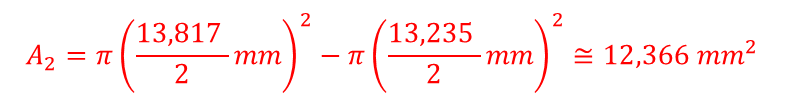 A₂ = π (13,817/2 mm)² − π (13,235/2 mm)² ≅ 12,366 mm²